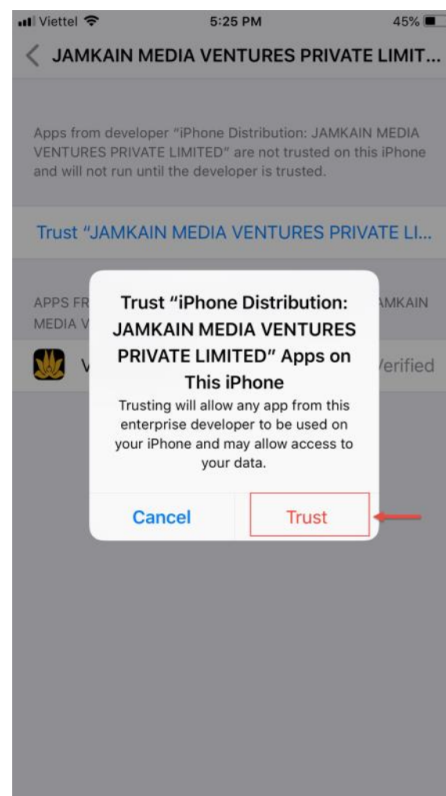 Viettel 5:25 PM 45%
JAMKAIN MEDIA VENTURES PRIVATE LIMIT...
Apps from developer “iPhone Distribution: JAMKAIN MEDIA
VENTURES PRIVATE LIMITED” are not trusted on this iPhone
and will not run until the developer is trusted.
Trust “JAMKAIN MEDIA VENTURES PRIVATE LI...
APPS FR AMKAIN
MEDIA V
V Verified
Trust “iPhone Distribution:
JAMKAIN MEDIA VENTURES
PRIVATE LIMITED” Apps on
This iPhone
Trusting will allow any app from this
enterprise developer to be used on
your iPhone and may allow access to
your data.
Cancel Trust